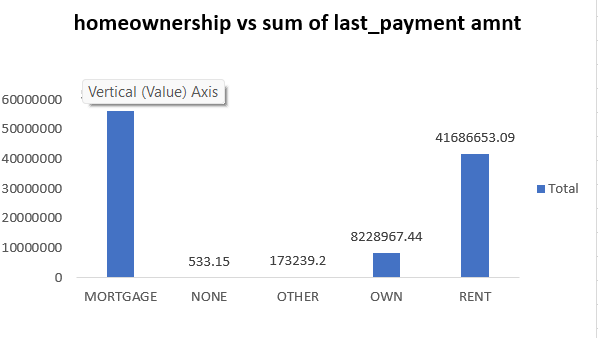 homeownership vs sum of last_payment amnt
Vertical (Value) Axis
60000000
50000000
40000000
30000000
20000000
10000000
0
533.15
173239.2
8228967.44
41686653.09
MORTGAGE NONE OTHER OWN RENT
Total